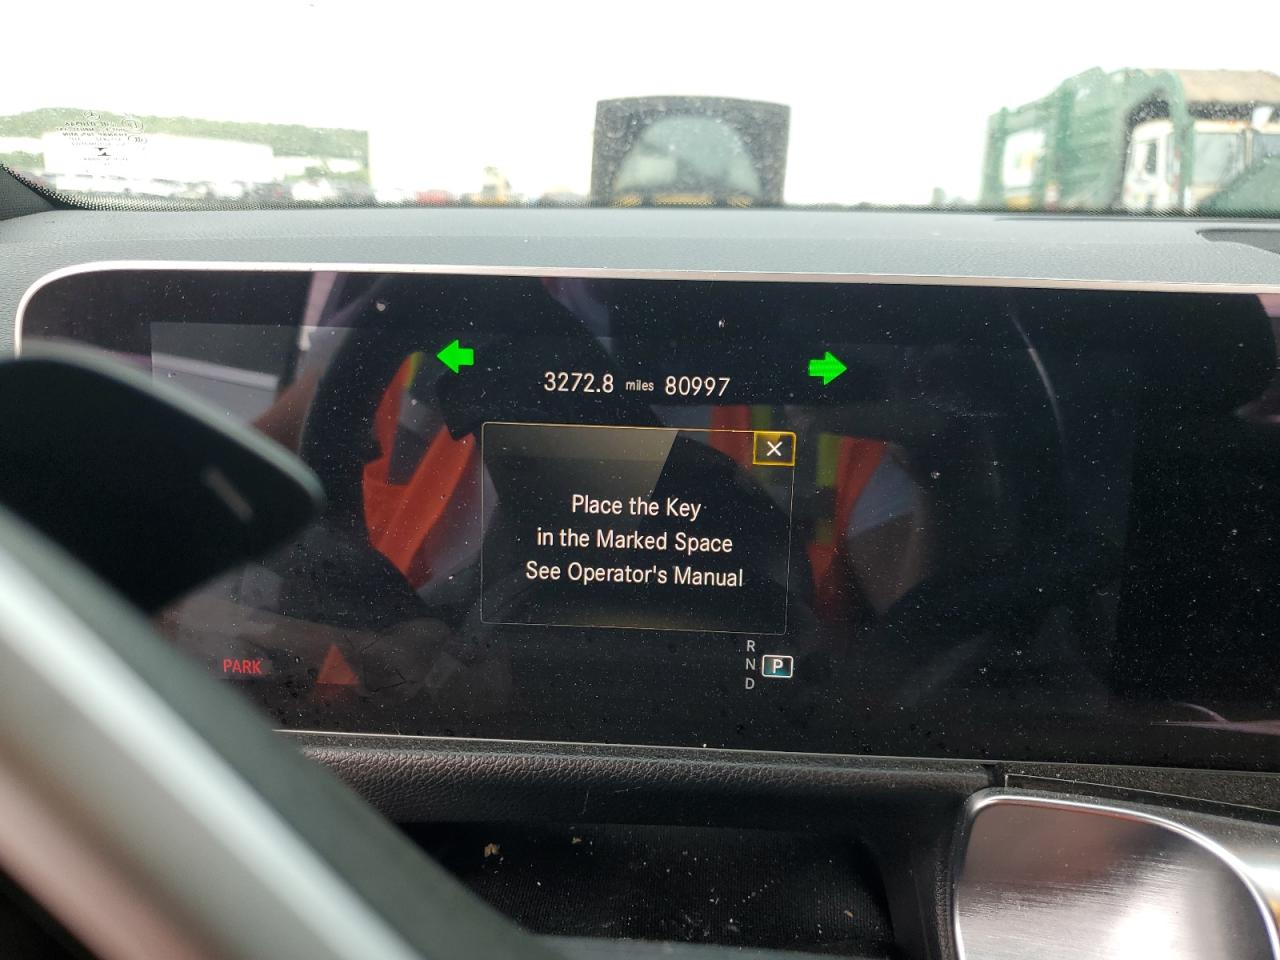 3272.8 miles 80997
Place the Key
in the Marked Space
See Operator's Manual
R
N P
D
PARK